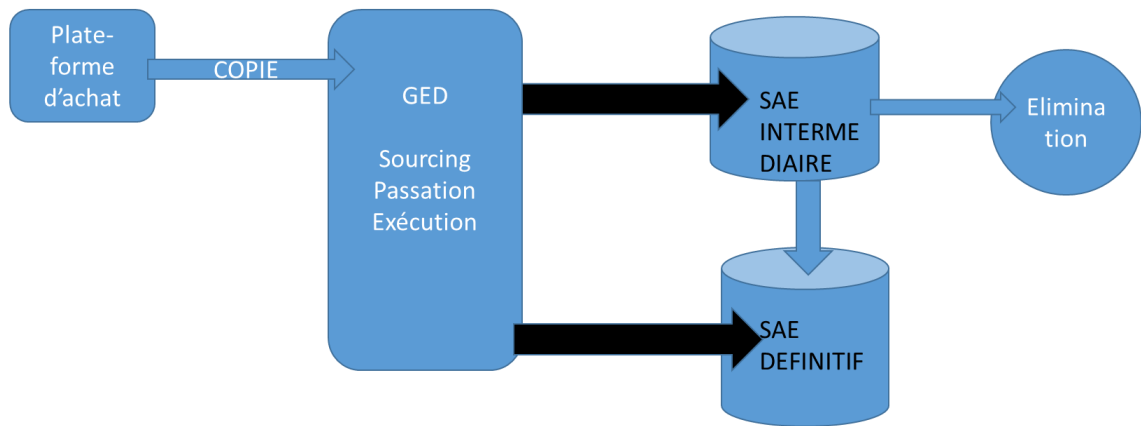 Plate-
forme
d'achat
COPIE
GED
Sourcing
Passation
Exécution
SAE
INTERME
DIAIRE
Elimina
tion
SAE
DEFINITIF